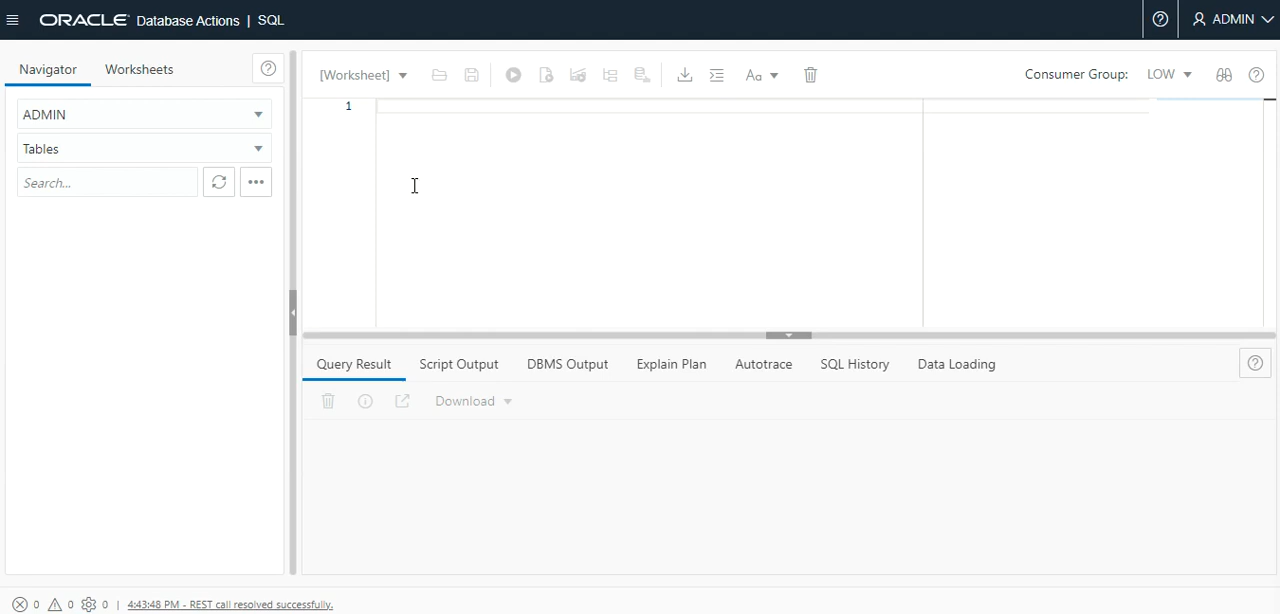 ORACLE Database Actions | SQL
ADMIN
Navigator Worksheets
[Worksheet]
Aa
Consumer Group: LOW
ADMIN
1
Tables
Search...
Query Result Script Output DBMS Output Explain Plan Autotrace SQL History Data Loading
Download
0 0 0 | 4:43:48 PM - REST call resolved successfully.